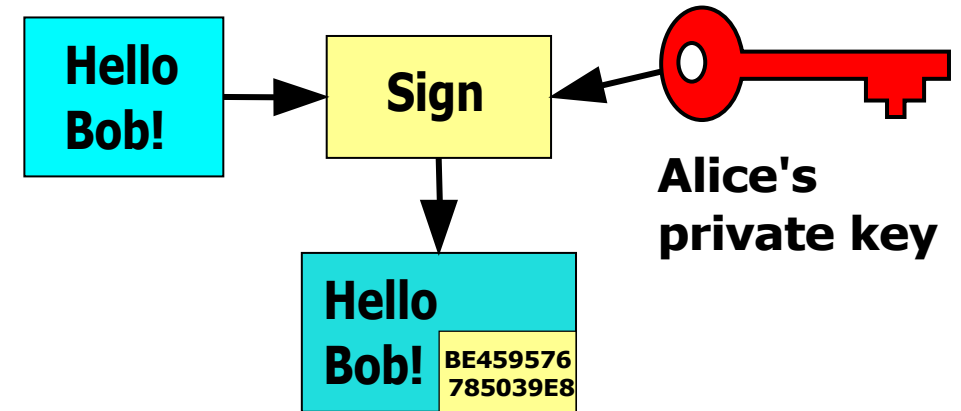 Hello
Bob!
Sign
Alice's
private key
Hello
Bob!
BE459576
785039E8